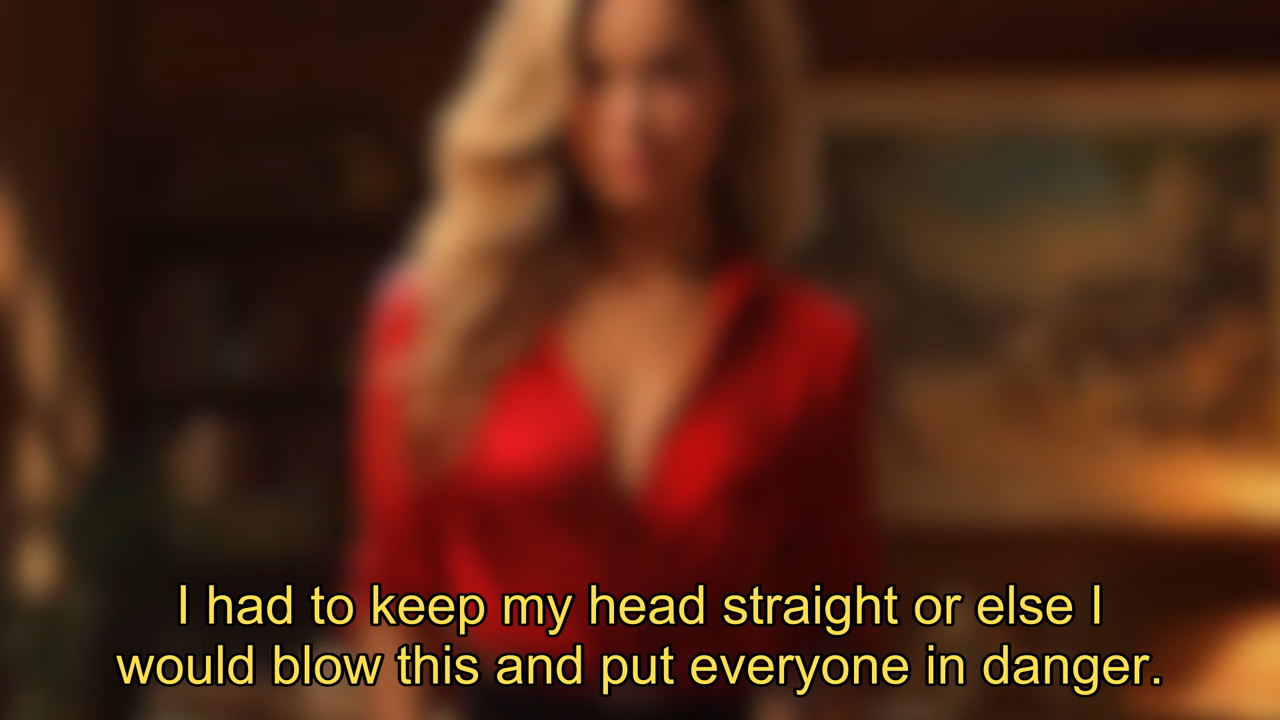 I had to keep my head straight or else I
would blow this and put everyone in danger.